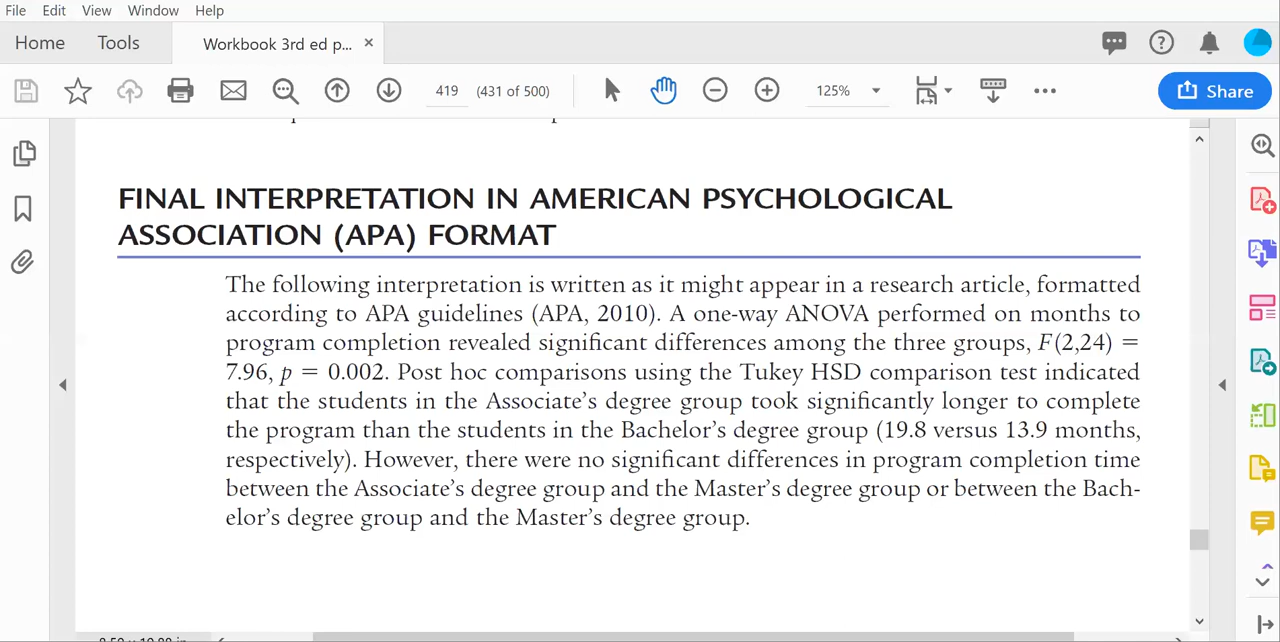 File Edit View Window Help
Home Tools Workbook 3rd ed p... ×
419 (431 of 500) 125% Share
FINAL INTERPRETATION IN AMERICAN PSYCHOLOGICAL
ASSOCIATION (APA) FORMAT
The following interpretation is written as it might appear in a research article, formatted
according to APA guidelines (APA, 2010). A one-way ANOVA performed on months to
program completion revealed significant differences among the three groups, F(2,24) =
7.96, p = 0.002. Post hoc comparisons using the Tukey HSD comparison test indicated
that the students in the Associate's degree group took significantly longer to complete
the program than the students in the Bachelor's degree group (19.8 versus 13.9 months,
respectively). However, there were no significant differences in program completion time
between the Associate's degree group and the Master's degree group or between the Bach-
elor's degree group and the Master's degree group.